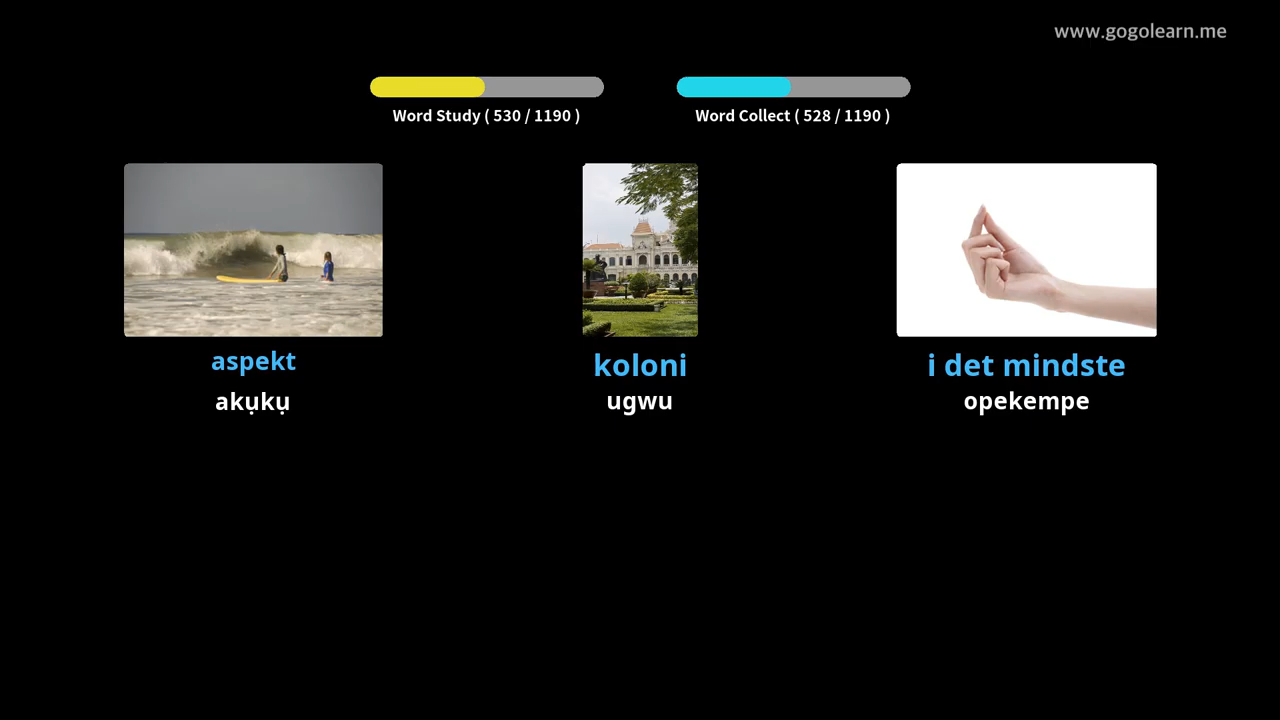 www.gogolearn.me
Word Study ( 530 / 1190 )
Word Collect ( 528 / 1190 )
aspekt
akụkụ
koloni
ugwu
i det mindste
opekempe